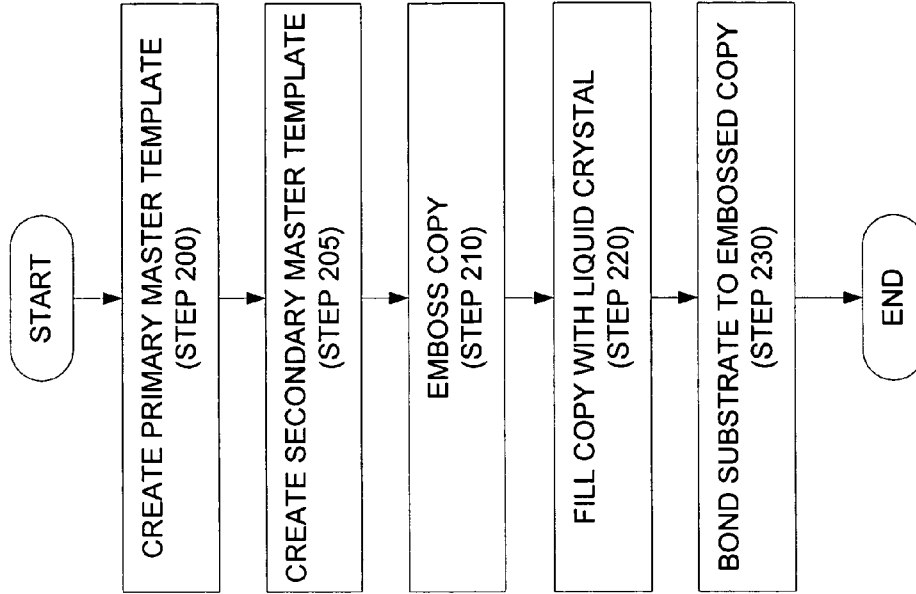 START
CREATE PRIMARY MASTER TEMPLATE
(STEP 200)
CREATE SECONDARY MASTER TEMPLATE
(STEP 205)
EMBOSS COPY
(STEP 210)
FILL COPY WITH LIQUID CRYSTAL
(STEP 220)
BOND SUBSTRATE TO EMBOSSED COPY
(STEP 230)
END